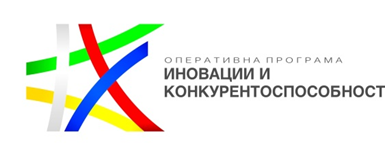 ОПЕРАТИВНА ПРОГРАМА
ИНОВАЦИИ И
КОНКУРЕНТОСПОСОБНОСТ